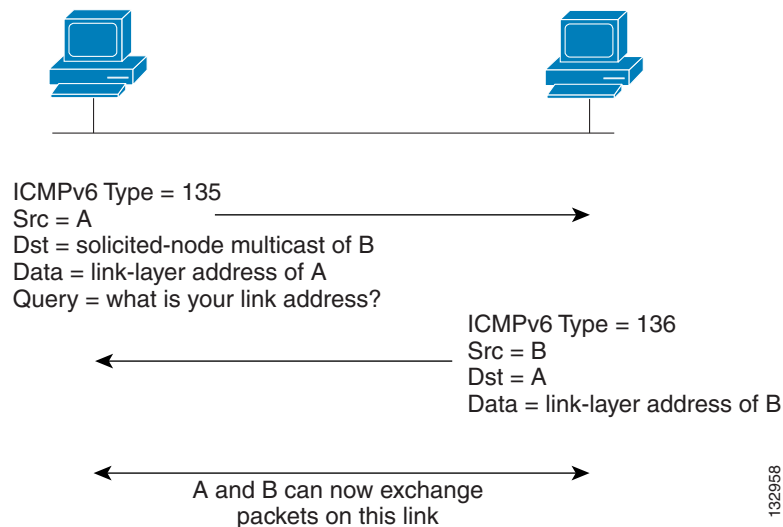 ICMPv6 Type = 135
Src = A
Dst = solicited-node multicast of B
Data = link-layer address of A
Query = what is your link address?
ICMPv6 Type = 136
Src = B
Dst = A
Data = link-layer address of B
A and B can now exchange
packets on this link
132958